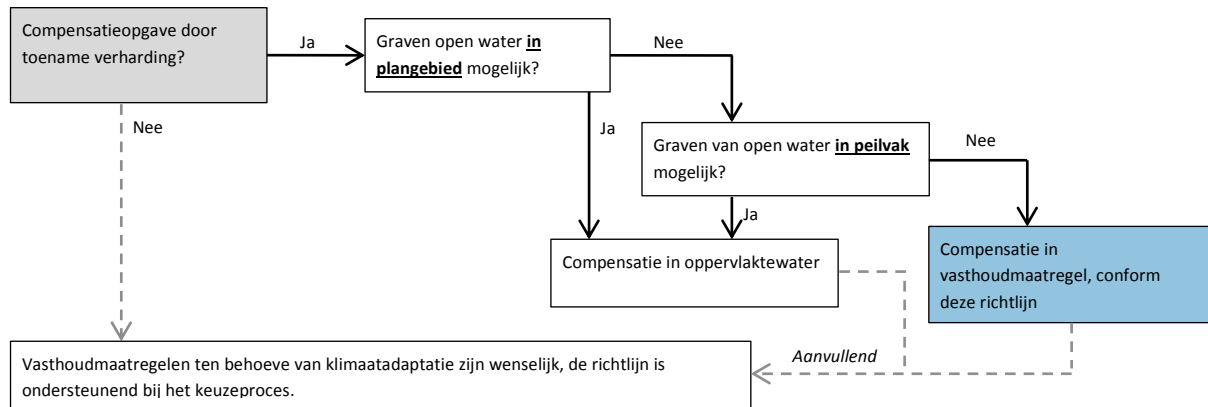 Compensatieopgave door
toename verharding?
Ja
Graven open water in
plangebied mogelijk?
Nee
Nee
Ja
Graven van open water in peilvak
mogelijk?
Nee
Ja
Compensatie in oppervlaktewater
Compensatie in
vasthoudmaatregel, conform
deze richtlijn
Aanvullend
Vasthoudmaatregelen ten behoeve van klimaatadaptatie zijn wenselijk, de richtlijn is
ondersteunend bij het keuzeproces.